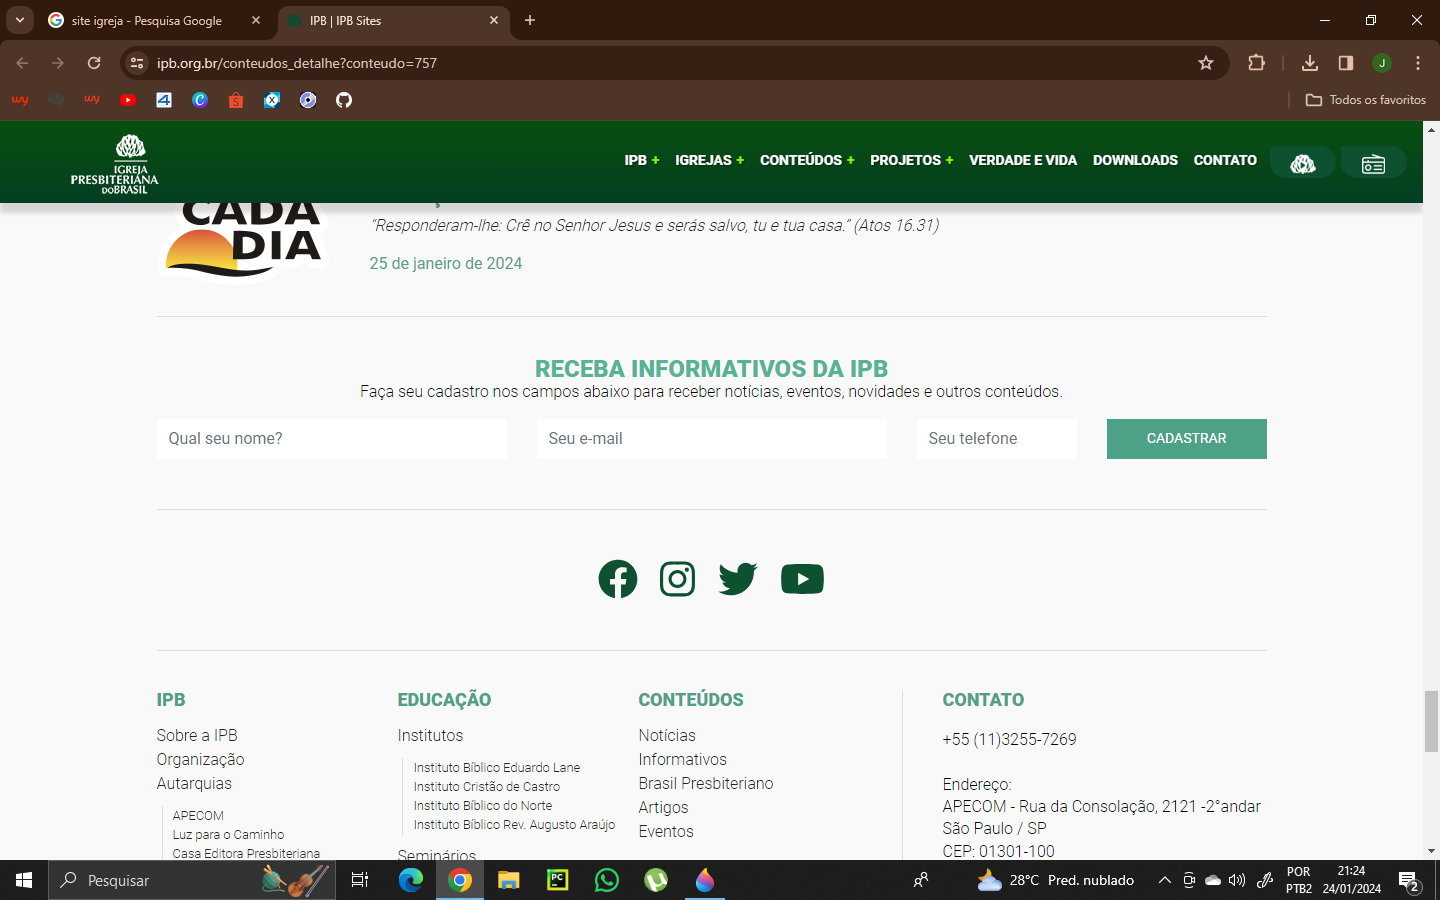 site igreja - Pesquisa Google
IPB | IPB Sites
ipb.org.br/conteudos_detalhe?conteudo=757
J
Todos os favoritos
IGREJA
PRESBITERIANA
DO BRASIL
IPB +
IGREJAS +
CONTEÚDOS +
PROJETOS +
VERDADE E VIDA
DOWNLOADS
CONTATO
CADA
DIA
“Responderam-lhe: Crê no Senhor Jesus e serás salvo, tu e tua casa.” (Atos 16.31)
25 de janeiro de 2024
RECEBA INFORMATIVOS DA IPB
Faça seu cadastro nos campos abaixo para receber notícias, eventos, novidades e outros conteúdos.
Qual seu nome?
Seu e-mail
Seu telefone
CADASTRAR
IPB
Sobre a IPB
Organização
Autarquias
APECOM
Luz para o Caminho
Casa Editora Presbiteriana
EDUCAÇÃO
Institutos
Instituto Bíblico Eduardo Lane
Instituto Cristão de Castro
Instituto Bíblico do Norte
Instituto Bíblico Rev. Augusto Araújo
Seminários
CONTEÚDOS
Notícias
Informativos
Brasil Presbiteriano
Artigos
Eventos
CONTATO
+55 (11)3255-7269
Endereço:
APECOM - Rua da Consolação, 2121 -2°andar
São Paulo / SP
CEP: 01301-100
Pesquisar
28°C Pred. nublado
POR
PTB2
21:24
24/01/2024
2